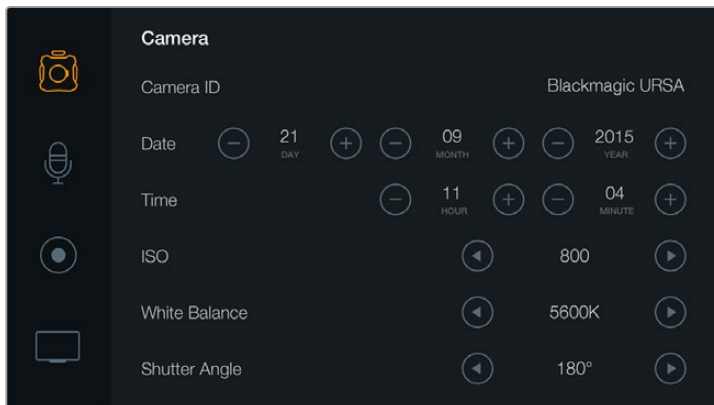 Camera
Camera ID Blackmagic URSA
Date 21 DAY 09 MONTH 2015 YEAR
Time 11 HOUR 04 MINUTE
ISO 800
White Balance 5600K
Shutter Angle 180°